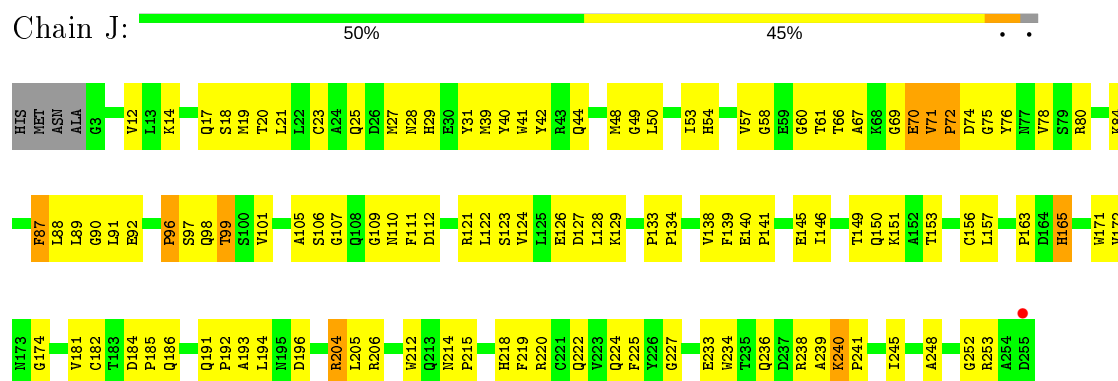 Chain J:
50% 45% • •
HIS MET ASN ALA G3 V12 L13 K14 Q17 S18 M19 T20 L21 L22 C23 A24 Q25 D26 M27 N28 H29 E30 Y31 M39 Y40 W41 Y42 R43 Q44 M48 G49 L50 I53 H54 V57 G58 E59 G60 T61 T66 A67 K68 G69 E70 V71 P72 D74 G75 Y76 N77 V78 S79 R80 K84
F87 L88 L89 G90 L91 E92 P96 S97 Q98 T99 S100 V101 A105 S106 G107 Q108 G109 N110 F111 D112 R121 L122 S123 V124 L125 E126 D127 L128 K129 P133 P134 V138 F139 E140 P141 E145 I146 T149 Q150 K151 A152 T153 C156 L157 P163 D164 H165 W171 V172
N173 G174 V181 C182 T183 D184 P185 Q186 Q191 P192 A193 L194 N195 D196 R204 L205 R206 W212 Q213 N214 P215 H218 F219 R220 C221 Q222 V223 Q224 F225 Y226 G227 E233 W234 T235 Q236 D237 R238 A239 K240 P241 I245 A248 G252 R253 A254 D255